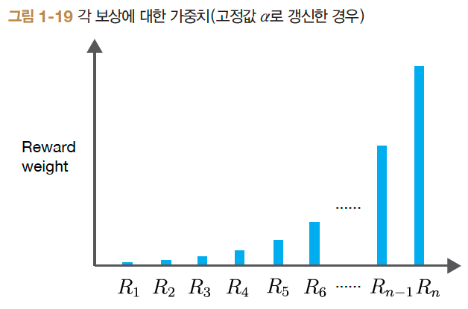 그림 1-19 각 보상에 대한 가중치(고정값 α로 갱신한 경우)
Reward
weight
......
R₁ R₂ R₃ R₄ R₅ R₆ ...... Rₙ₋₁ Rₙ